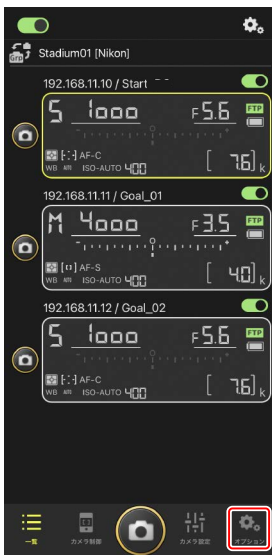 Stadium01 [Nikon]
192.168.11.10 / Start
S 1000 F5.6 FTP
AF-C
WB ISO-AUTO 400 [ 7.6] k
192.168.11.11 / Goal_01
M 4000 F3.5 FTP
AF-S
WB ISO-AUTO 400 [ 4.0] k
192.168.11.12 / Goal_02
S 1000 F5.6 FTP
AF-C
WB ISO-AUTO 400 [ 7.6] k
一覧 カメラ制御 カメラ設定 オプション